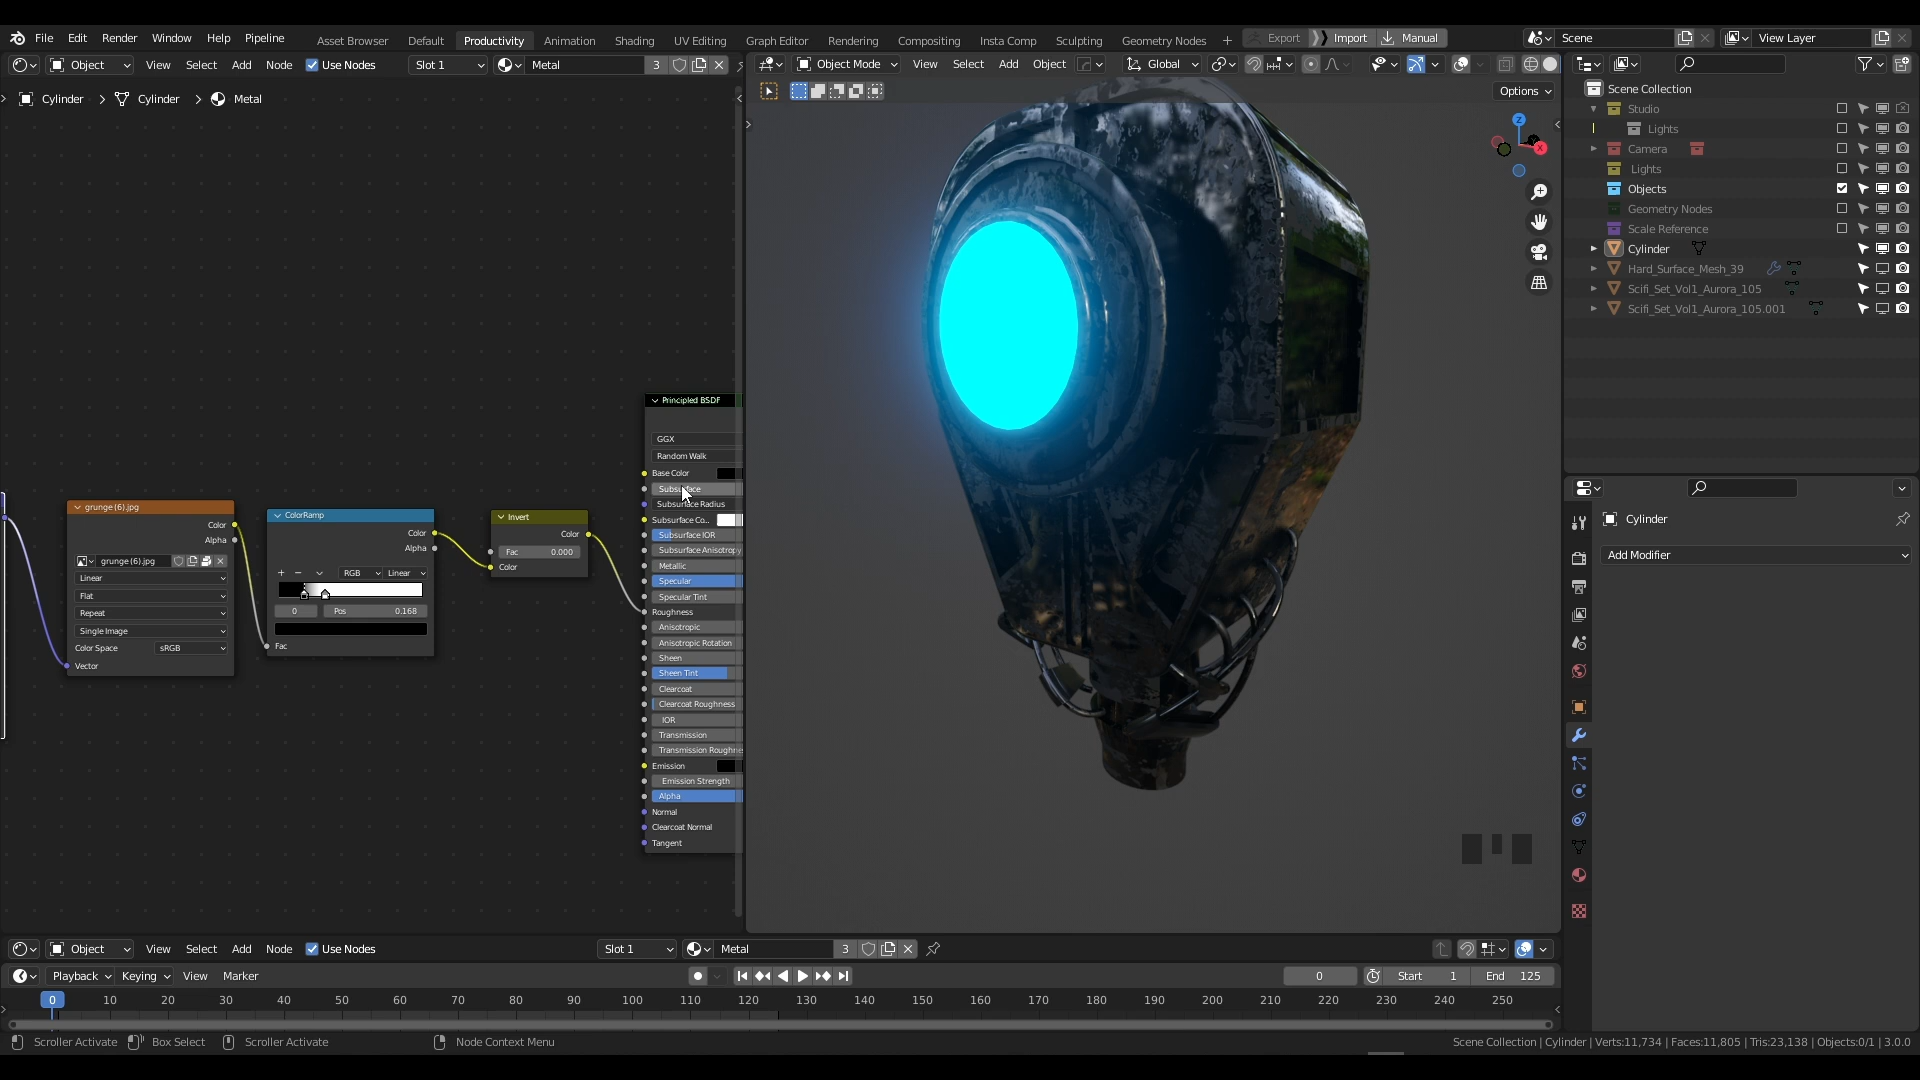 File Edit Render Window Help Pipeline Asset Browser Default Productivity Animation Shading UV Editing Graph Editor Rendering Compositing Insta Comp Sculpting Geometry Nodes + Export Import Manual Scene View Layer
Object View Select Add Node Use Nodes Slot 1 Metal 3
Object Mode View Select Add Object Global
Options
Cylinder > Cylinder > Metal
Scene Collection
Studio
Lights
Camera
Lights
Objects
Geometry Nodes
Scale Reference
Cylinder
Hard_Surface_Mesh_39
Scifi_Set_Vol1_Aurora_105
Scifi_Set_Vol1_Aurora_105.001
Z
X
grunge (6).jpg
Color
Alpha
grunge (6).jpg
Linear
Flat
Repeat
Single Image
Color Space sRGB
Vector
ColorRamp
Color
Alpha
+ − RGB Linear
0 Pos 0.168
Fac
Invert
Color
Fac 0.000
Color
Principled BSDF
GGX
Random Walk
Base Color
Subsurface
Subsurface Radius
Subsurface Co..
Subsurface IOR
Subsurface Anisotropy
Metallic
Specular
Specular Tint
Roughness
Anisotropic
Anisotropic Rotation
Sheen
Sheen Tint
Clearcoat
Clearcoat Roughness
IOR
Transmission
Transmission Roughne
Emission
Emission Strength
Alpha
Normal
Clearcoat Normal
Tangent
Cylinder
Add Modifier
Object View Select Add Node Use Nodes Slot 1 Metal 3
Playback Keying View Marker 0 Start 1 End 125
0 10 20 30 40 50 60 70 80 90 100 110 120 130 140 150 160 170 180 190 200 210 220 230 240 250
Scroller Activate Box Select Scroller Activate Node Context Menu Scene Collection | Cylinder | Verts:11,734 | Faces:11,805 | Tris:23,138 | Objects:0/1 | 3.0.0